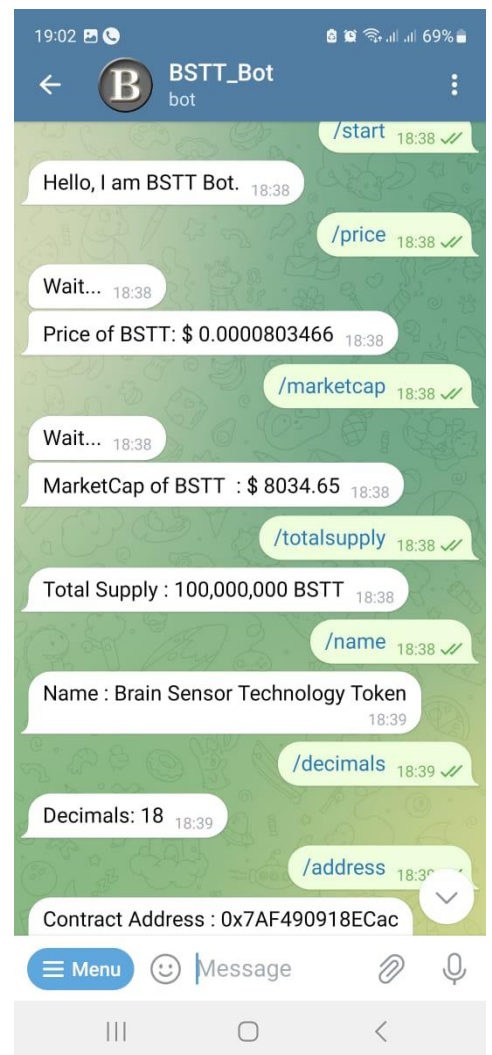 19:02 69%
B BSTT_Bot
bot
/start 18:38
Hello, I am BSTT Bot. 18:38
/price 18:38
Wait... 18:38
Price of BSTT: $ 0.0000803466 18:38
/marketcap 18:38
Wait... 18:38
MarketCap of BSTT : $ 8034.65 18:38
/totalsupply 18:38
Total Supply : 100,000,000 BSTT 18:38
/name 18:38
Name : Brain Sensor Technology Token
18:39
/decimals 18:39
Decimals: 18 18:39
/address
Contract Address : 0x7AF490918ECac
Menu Message